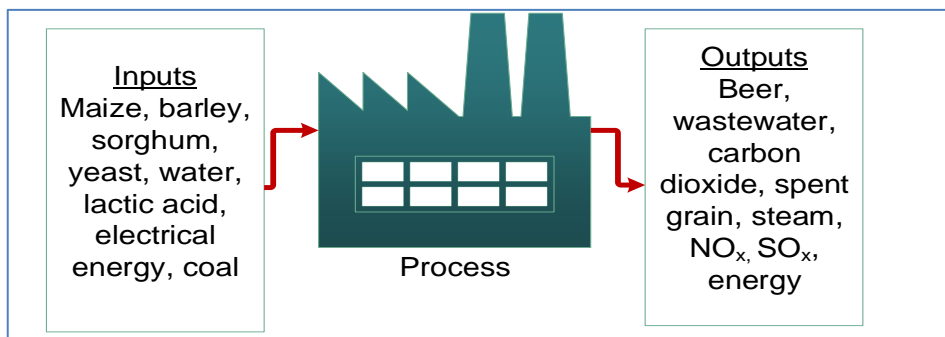 Inputs
Maize, barley,
sorghum,
yeast, water,
lactic acid,
electrical
energy, coal
Process
Outputs
Beer,
wastewater,
carbon
dioxide, spent
grain, steam,
NOₓ, SOₓ,
energy